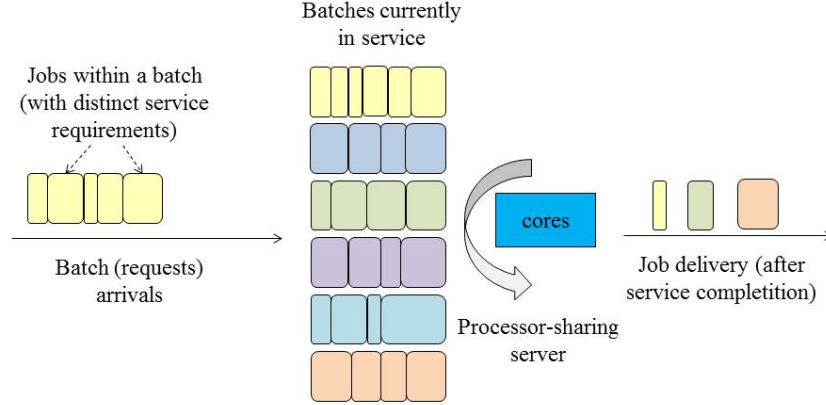 Batches currently
in service
Jobs within a batch
(with distinct service
requirements)
Batch (requests)
arrivals
cores
Processor-sharing
server
Job delivery (after
service completition)